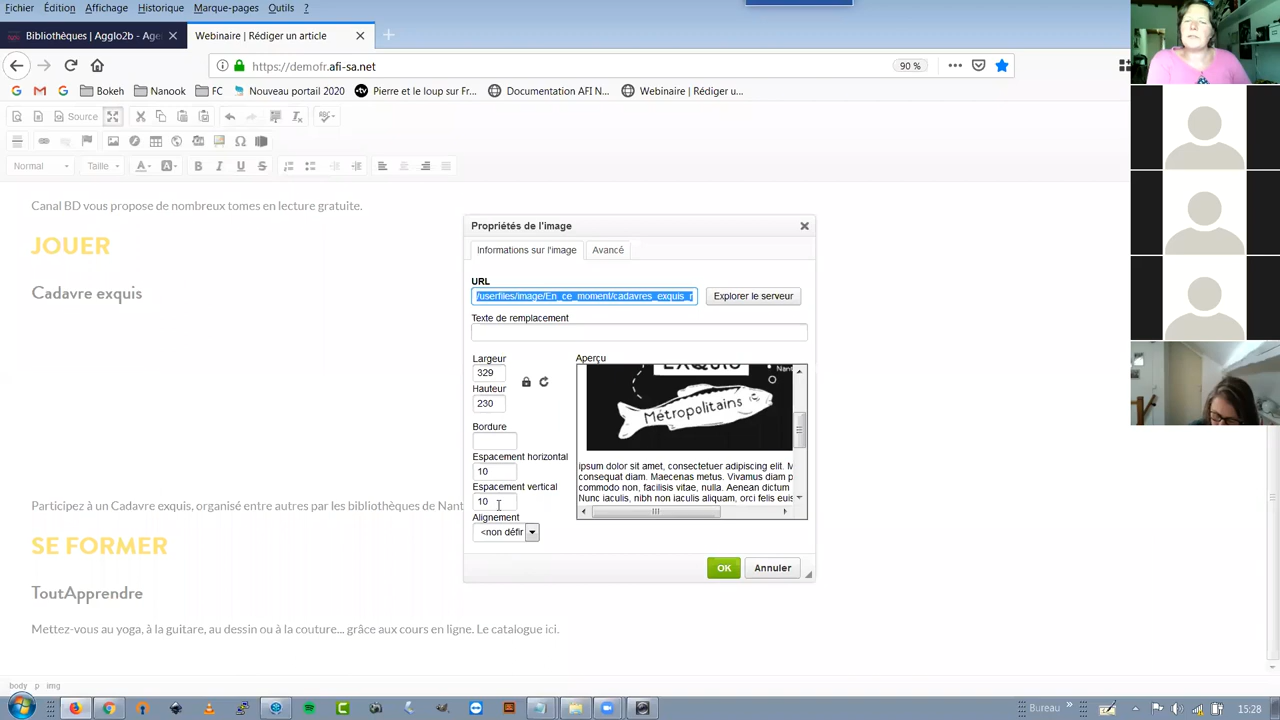 Fichier Édition Affichage Historique Marque-pages Outils ?
Bibliothèques | Agglo2b - Age
Webinaire | Rédiger un article
https://demofr.afi-sa.net
90 %
Bokeh
Nanook
FC
Nouveau portail 2020
Pierre et le loup sur Fr...
Documentation AFI N...
Webinaire | Rédiger u...
Source
Normal
Taille
Canal BD vous propose de nombreux tomes en lecture gratuite.
JOUER
Cadavre exquis
Participez à un Cadavre exquis, organisé entre autres par les bibliothèques de Nant
SE FORMER
ToutApprendre
Mettez-vous au yoga, à la guitare, au dessin ou à la couture... grâce aux cours en ligne. Le catalogue ici.
Propriétés de l'image
Informations sur l'image
Avancé
URL
/userfiles/image/En_ce_moment/cadavres_exquis_r
Explorer le serveur
Texte de remplacement
Largeur
329
Hauteur
230
Bordure
Espacement horizontal
10
Espacement vertical
10
Alignement
<non défir
Aperçu
EXQUIS
Nant
Métropolitains
ipsum dolor sit amet, consectetuer adipiscing elit. M
consequat diam. Maecenas metus. Vivamus diam p
commodo non, facilisis vitae, nulla. Aenean dictum
Nunc iaculis, nibh non iaculis aliquam, orci felis euis
OK
Annuler
body p img
Bureau
15:28